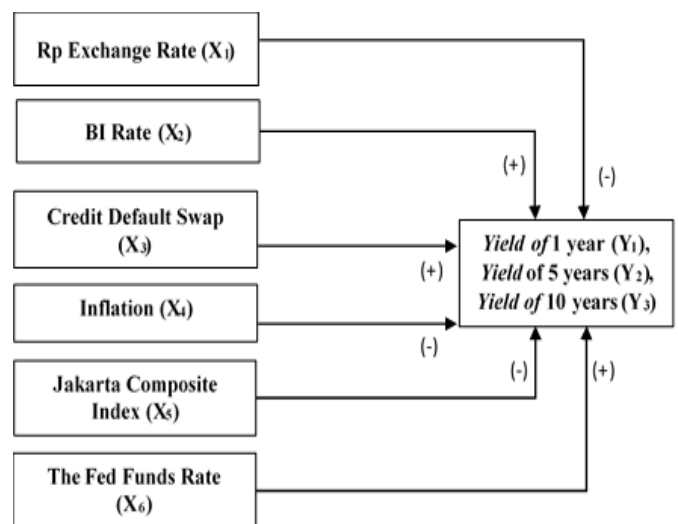 Rp Exchange Rate (X₁)
BI Rate (X₂)
(+)
(-)
Credit Default Swap
(X₃)
(+)
Yield of 1 year (Y₁),
Yield of 5 years (Y₂),
Yield of 10 years (Y₃)
Inflation (X₄)
(-)
Jakarta Composite
Index (X₅)
(-)
(+)
The Fed Funds Rate
(X₆)